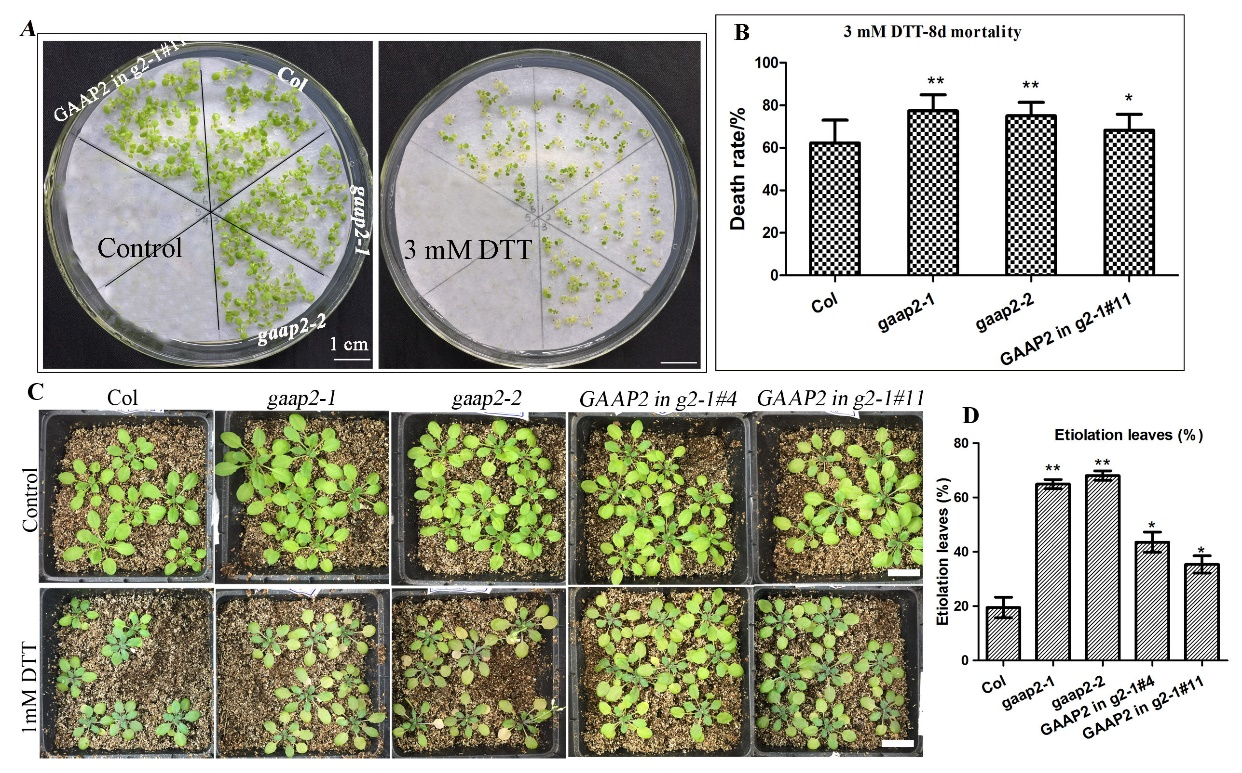 A
GAAP2 in g2-1#11
Col
gaap2-1
gaap2-2
Control
1 cm
3 mM DTT
B
3 mM DTT-8d mortality
Death rate/%
100
80
60
40
20
0
**
**
*
Col
gaap2-1
gaap2-2
GAAP2 in g2-1#11
C
Col
gaap2-1
gaap2-2
GAAP2 in g2-1#4
GAAP2 in g2-1#11
Control
1mM DTT
D
Etiolation leaves (%)
Etiolation leaves (%)
80
60
40
20
0
**
**
*
*
Col
gaap2-1
gaap2-2
GAAP2 in g2-1#4
GAAP2 in g2-1#11